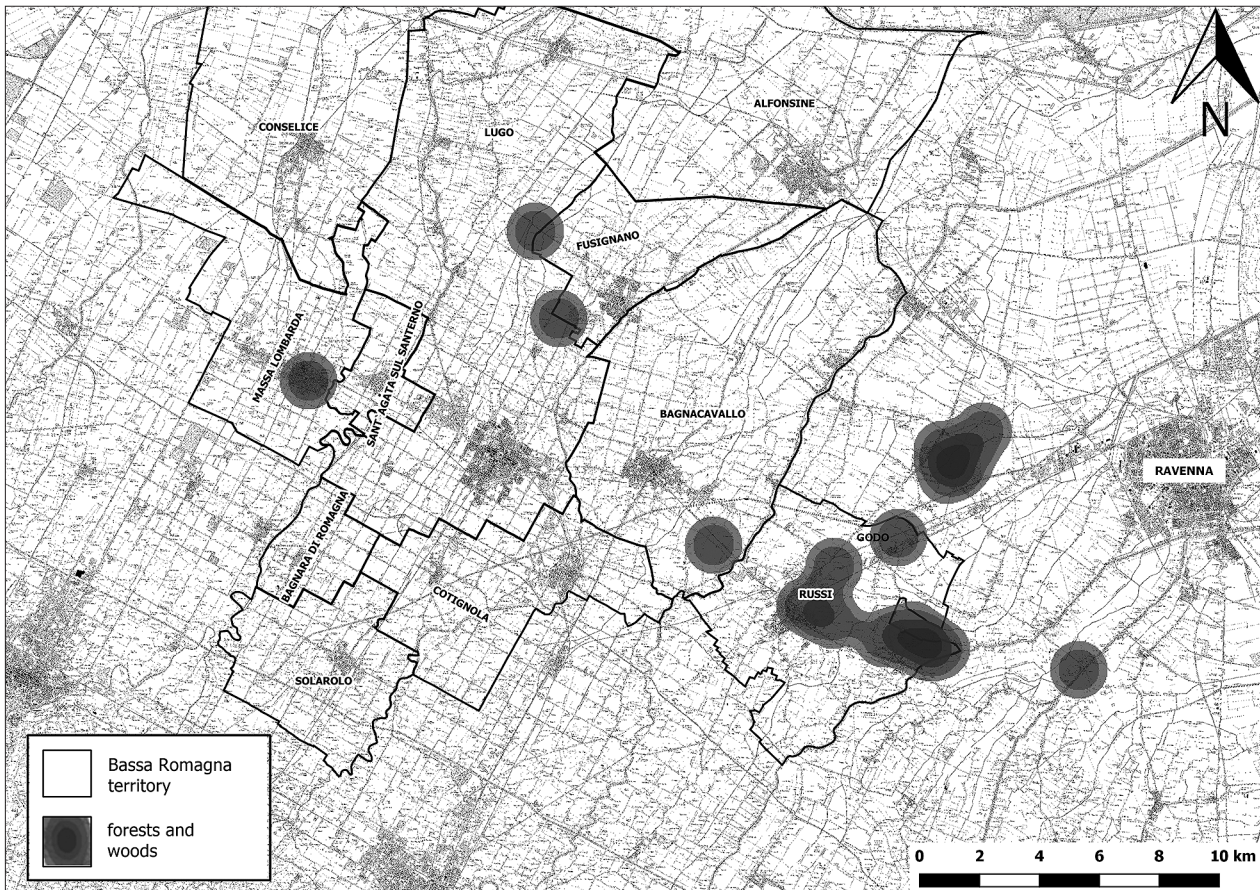 ALFONSINE
CONSELICE
LUGO
N
FUSIGNANO
MASSA LOMBARDA
SANT'AGATA SUL SANTERNO
BAGNACAVALLO
RAVENNA
BAGNARA DI ROMAGNA
GODO
COTIGNOLA
RUSSI
SOLAROLO
Bassa Romagna
territory
forests and
woods
0 2 4 6 8 10 km